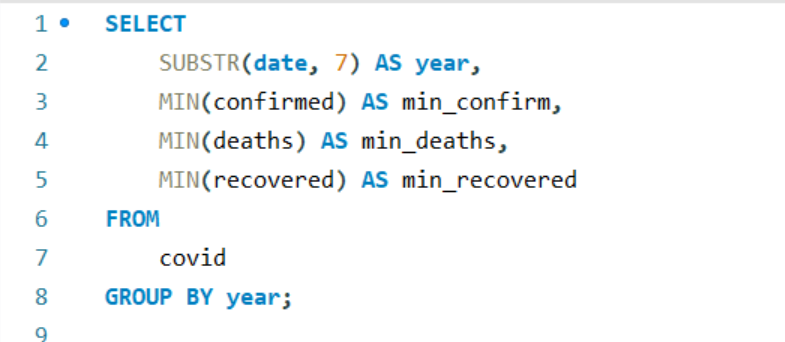 1 SELECT
2 SUBSTR(date, 7) AS year,
3 MIN(confirmed) AS min_confirm,
4 MIN(deaths) AS min_deaths,
5 MIN(recovered) AS min_recovered
6 FROM
7 covid
8 GROUP BY year;
9